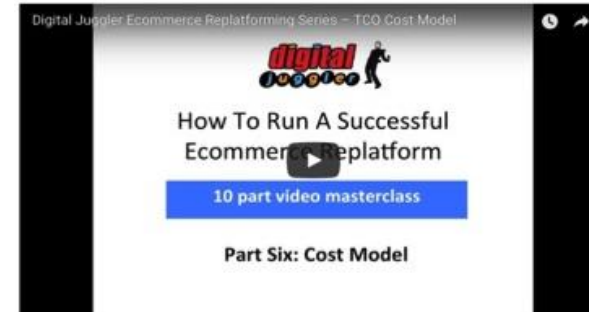 Digital Juggler Ecommerce Replatforming Series – TCO Cost Model
digital
juggler
How To Run A Successful
Ecommerce Replatform
10 part video masterclass
Part Six: Cost Model